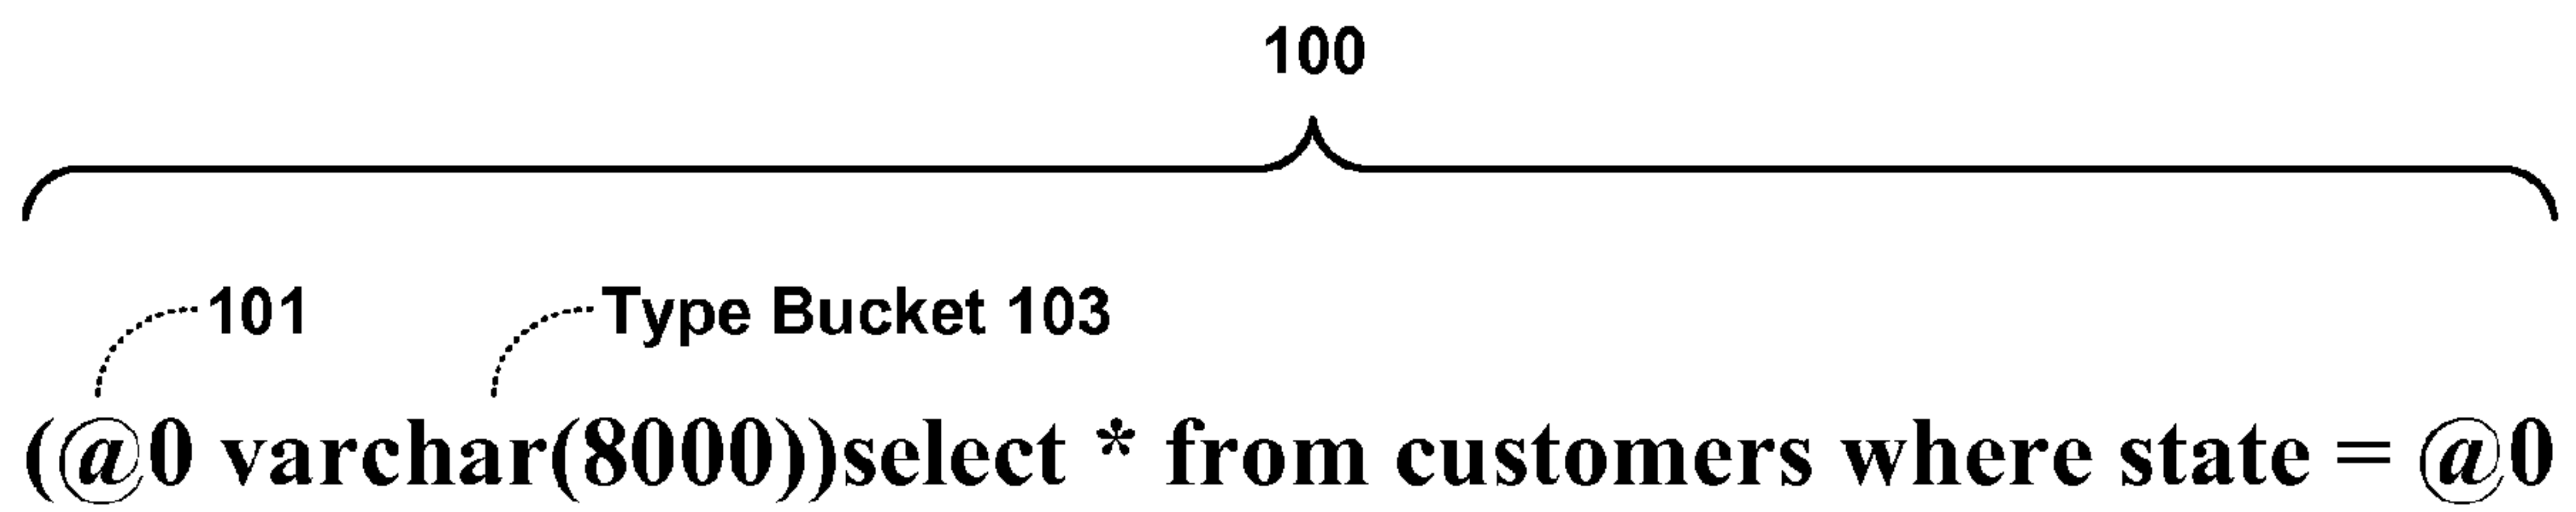 100
101 Type Bucket 103
(@0 varchar(8000))select * from customers where state = @0